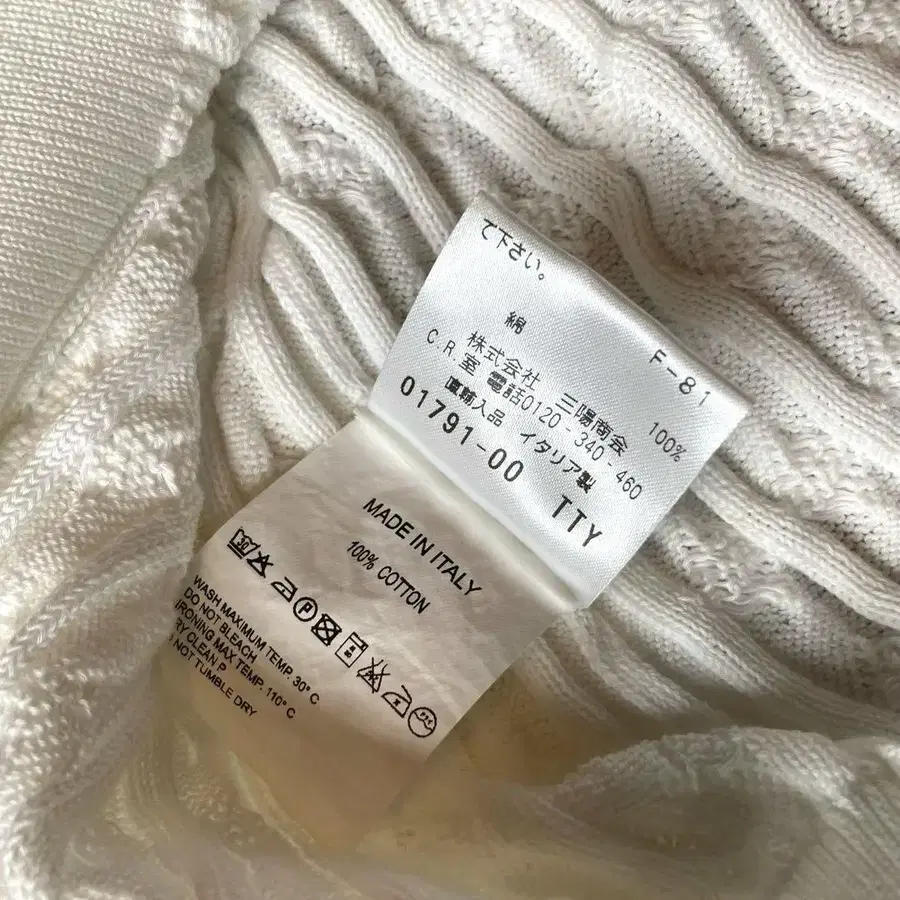 て下さい。
F-81
綿 100%
株式会社 三陽商会
C.R.室 電話0120-340-460
直輸入品 イタリア製
01791-00 TTY
MADE IN ITALY
100% COTTON
WASH MAXIMUM TEMP. 30° C
DO NOT BLEACH
IRONING MAX TEMP. 110° C
DRY CLEAN P
NOT TUMBLE DRY